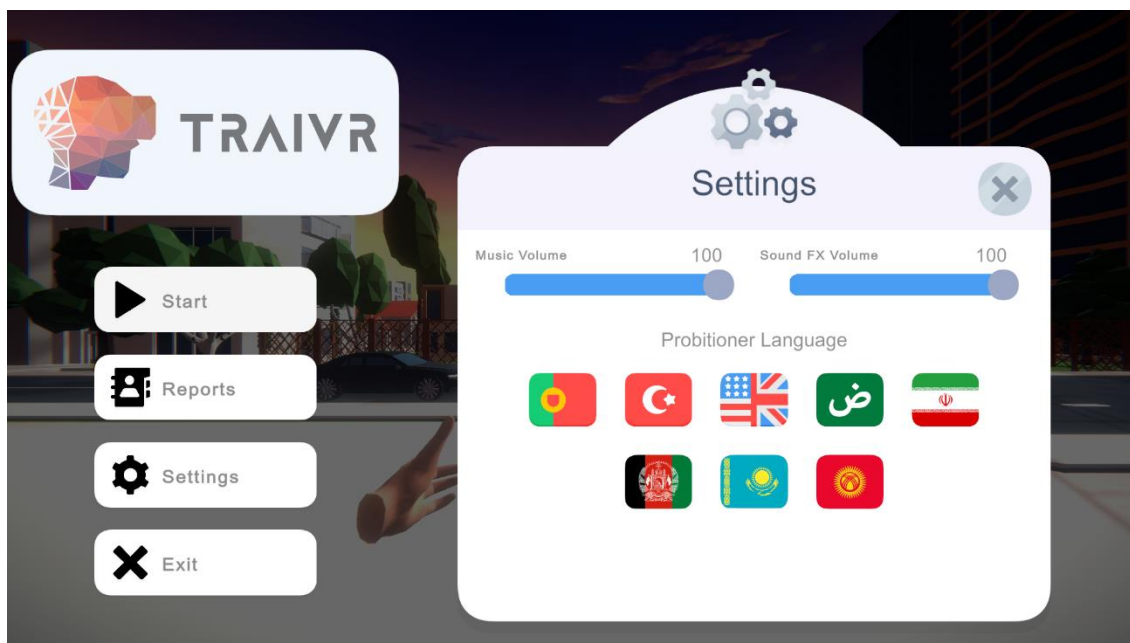 TRAIVR
Start
Reports
Settings
Exit
Settings
Music Volume 100 Sound FX Volume 100
Probitioner Language
ض